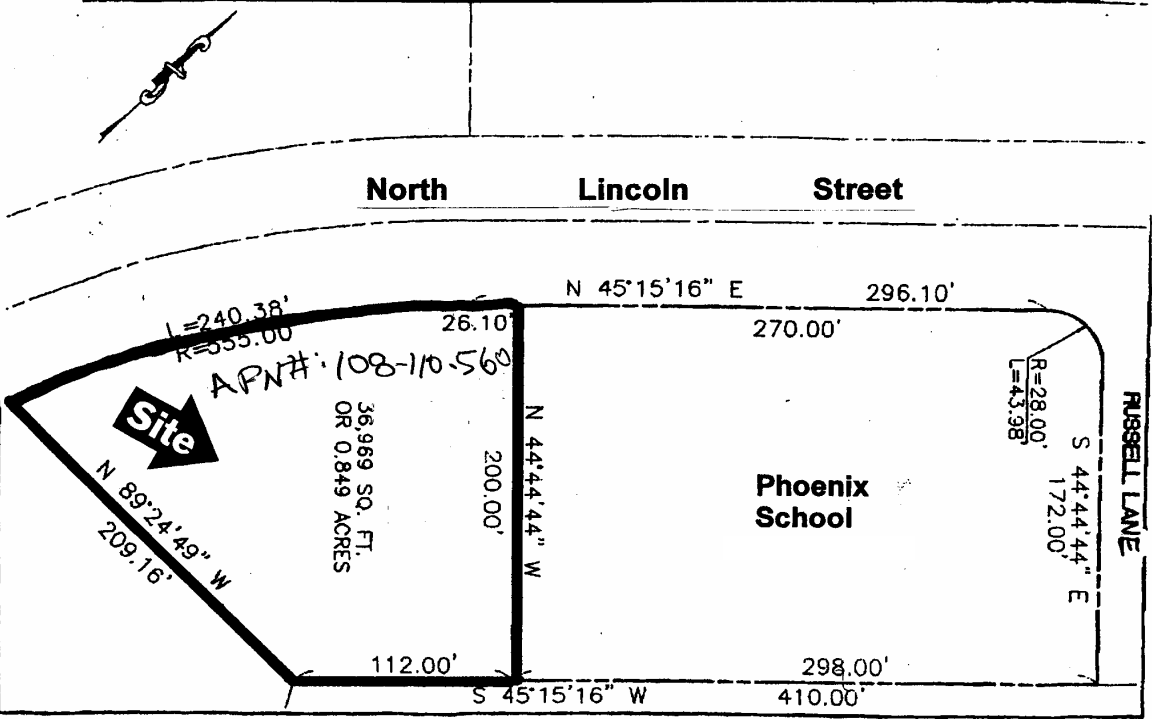 North Lincoln Street
N 45°15'16" E
296.10'
L=240.38'
R=555.00
26.10'
270.00'
APN#: 108-110-560
Site
36,969 SQ. FT.
OR 0.849 ACRES
200.00'
N 44°44'44" W
R=28.00'
L=43.98'
S 44°44'44" E
172.00'
RUSSELL LANE
Phoenix
School
N 89°24'49" W
209.16'
112.00'
298.00'
S 45°15'16" W
410.00'